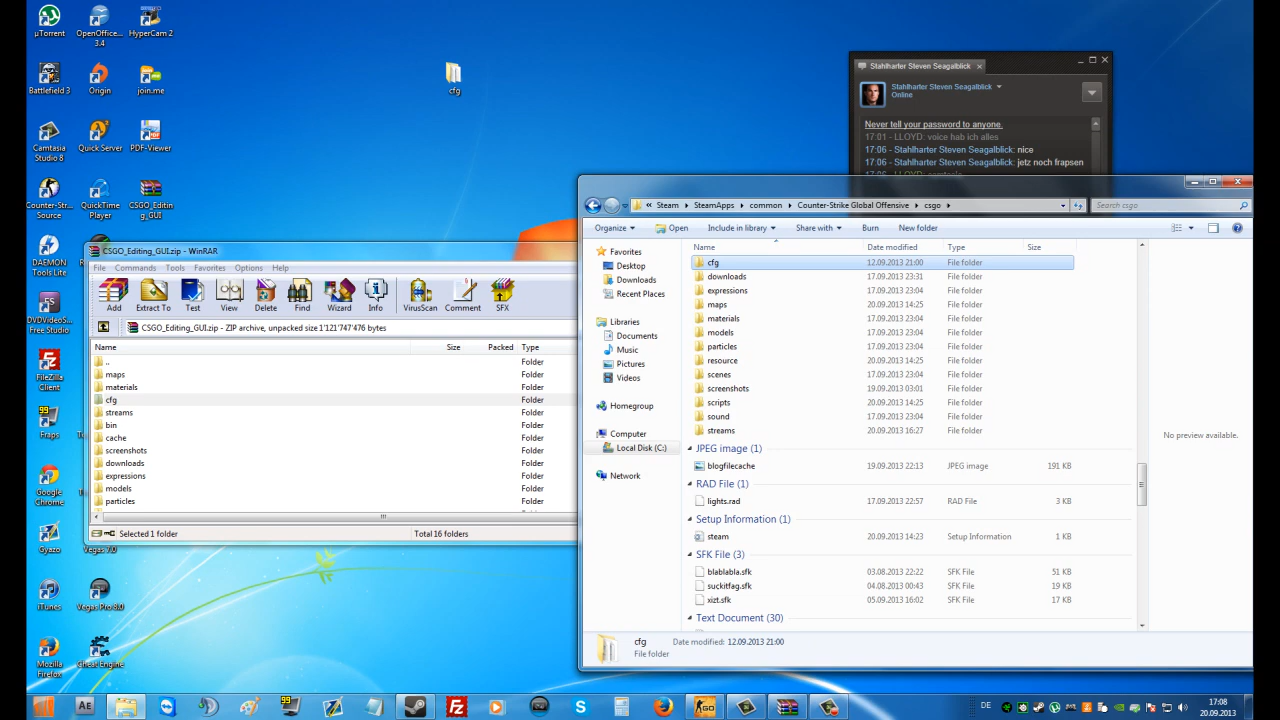 µTorrent
OpenOffice... 3.4
HyperCam 2
Battlefield 3
Origin
join.me
Camtasia Studio 8
Quick Server
PDF-Viewer
Counter-Str... Source
QuickTime Player
CSGO_Editin g_GUI
DAEMON Tools Lite
DVDVideoS... Free Studio
FileZilla Client
Fraps
Google Chrome
Gyazo
Vegas 7.0
iTunes
Vegas Pro 8.0
Mozilla Firefox
Cheat Engine
cfg
Stahlharter Steven Seagalblick
Stahlharter Steven Seagalblick
Online
Never tell your password to anyone.
17:01 - LLOYD: voice hab ich alles
17:06 - Stahlharter Steven Seagalblick: nice
17:06 - Stahlharter Steven Seagalblick: jetz noch frapsen
CSGO_Editing_GUI.zip - WinRAR
File Commands Tools Favorites Options Help
Add Extract To Test View Delete Find Wizard Info VirusScan Comment SFX
CSGO_Editing_GUI.zip - ZIP archive, unpacked size 1'121'747'476 bytes
Name Size Packed Type
.. Folder
maps Folder
materials Folder
cfg Folder
streams Folder
bin Folder
cache Folder
screenshots Folder
downloads Folder
expressions Folder
models Folder
particles Folder
Selected 1 folder Total 16 folders
« Steam SteamApps common Counter-Strike Global Offensive csgo
Search csgo
Organize Open Include in library Share with Burn New folder
Favorites
Desktop
Downloads
Recent Places
Libraries
Documents
Music
Pictures
Videos
Homegroup
Computer
Local Disk (C:)
Network
Name Date modified Type Size
cfg 12.09.2013 21:00 File folder
downloads 17.09.2013 23:31 File folder
expressions 17.09.2013 23:04 File folder
maps 20.09.2013 14:25 File folder
materials 17.09.2013 23:04 File folder
models 17.09.2013 23:04 File folder
particles 17.09.2013 23:04 File folder
resource 20.09.2013 14:25 File folder
scenes 17.09.2013 23:04 File folder
screenshots 19.09.2013 03:01 File folder
scripts 20.09.2013 14:25 File folder
sound 17.09.2013 23:04 File folder
streams 20.09.2013 16:27 File folder
JPEG image (1)
blogfilecache 19.09.2013 22:13 JPEG image 191 KB
RAD File (1)
lights.rad 17.09.2013 22:57 RAD File 3 KB
Setup Information (1)
steam 20.09.2013 14:23 Setup Information 1 KB
SFK File (3)
blablabla.sfk 03.08.2013 22:22 SFK File 51 KB
suckitfag.sfk 04.08.2013 00:43 SFK File 19 KB
xizt.sfk 05.09.2013 16:02 SFK File 17 KB
Text Document (30)
No preview available.
cfg Date modified: 12.09.2013 21:00
File folder
DE
17:08
20.09.2013